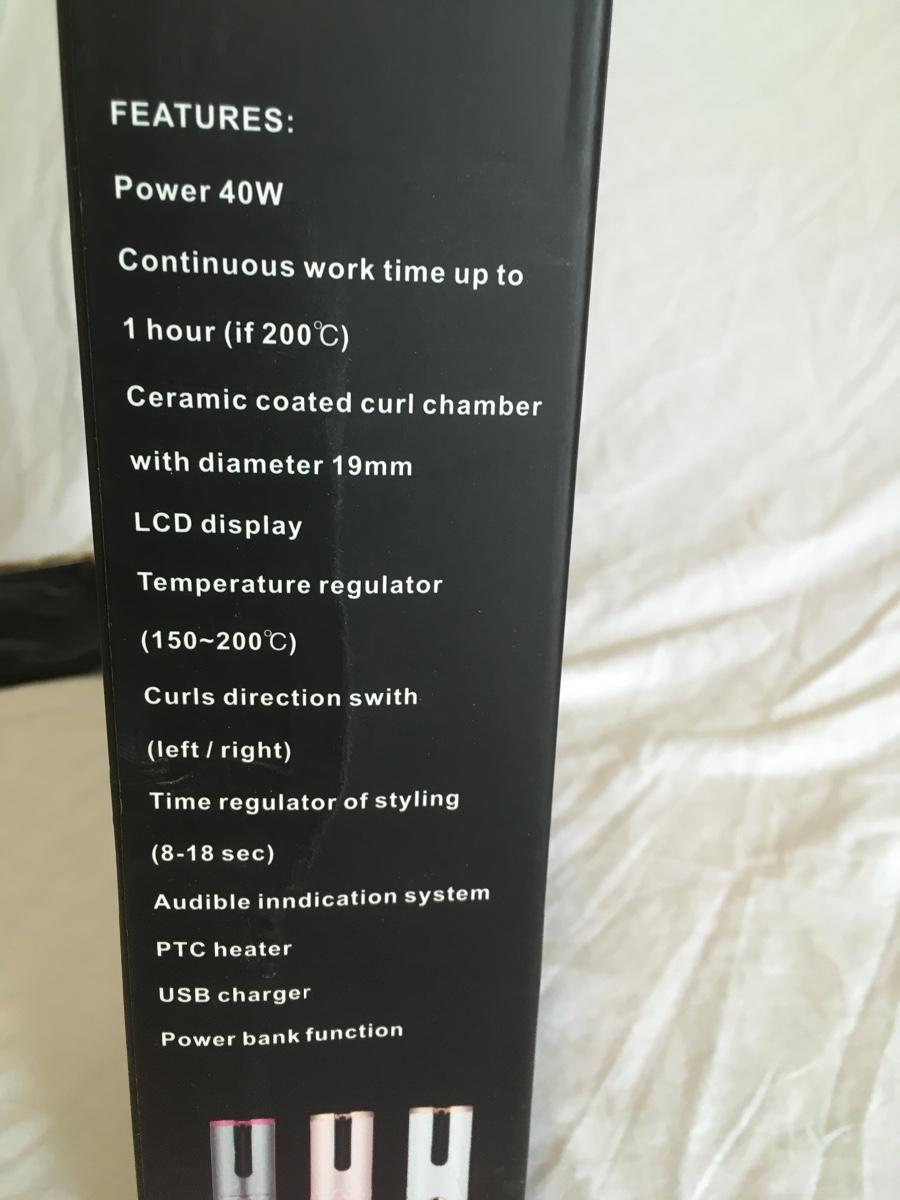 FEATURES:
Power 40W
Continuous work time up to
1 hour (if 200℃)
Ceramic coated curl chamber
with diameter 19mm
LCD display
Temperature regulator
(150~200℃)
Curls direction swith
(left / right)
Time regulator of styling
(8-18 sec)
Audible inndication system
PTC heater
USB charger
Power bank function